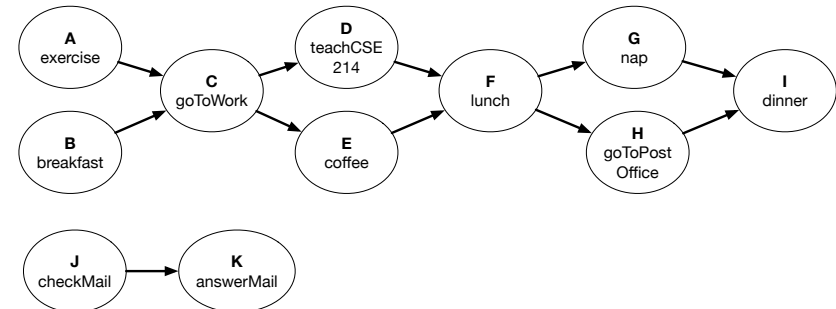 A
exercise
B
breakfast
C
goToWork
D
teachCSE
214
E
coffee
F
lunch
G
nap
H
goToPost
Office
I
dinner
J
checkMail
K
answerMail